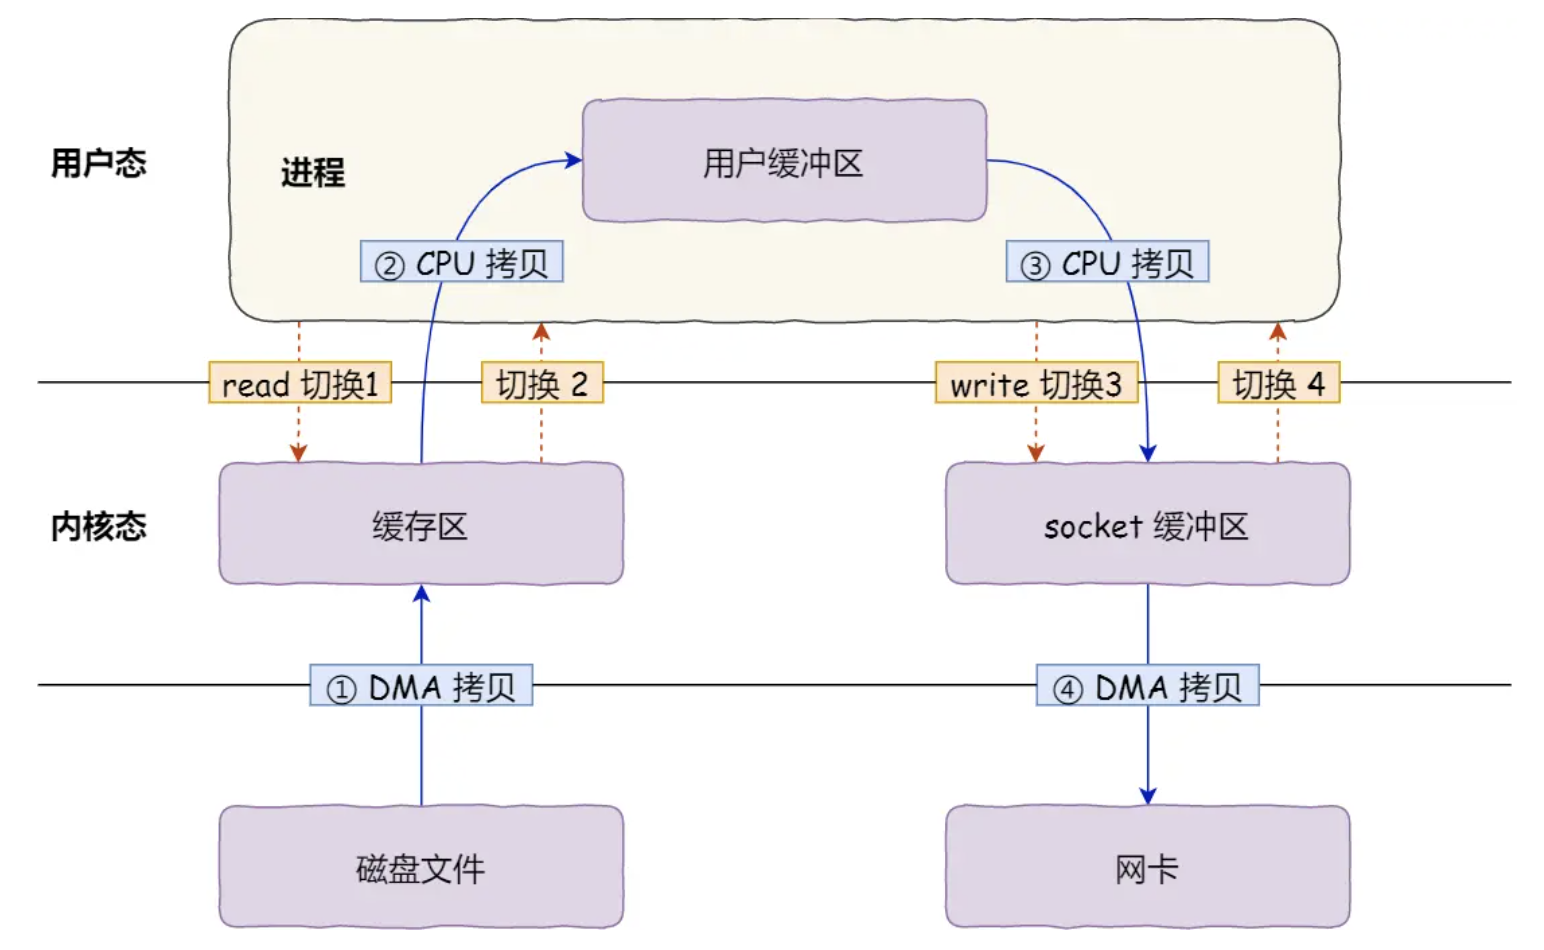 用户态
进程
用户缓冲区
② CPU 拷贝
③ CPU 拷贝
read 切换1
切换 2
write 切换3
切换 4
内核态
缓存区
socket 缓冲区
① DMA 拷贝
④ DMA 拷贝
磁盘文件
网卡